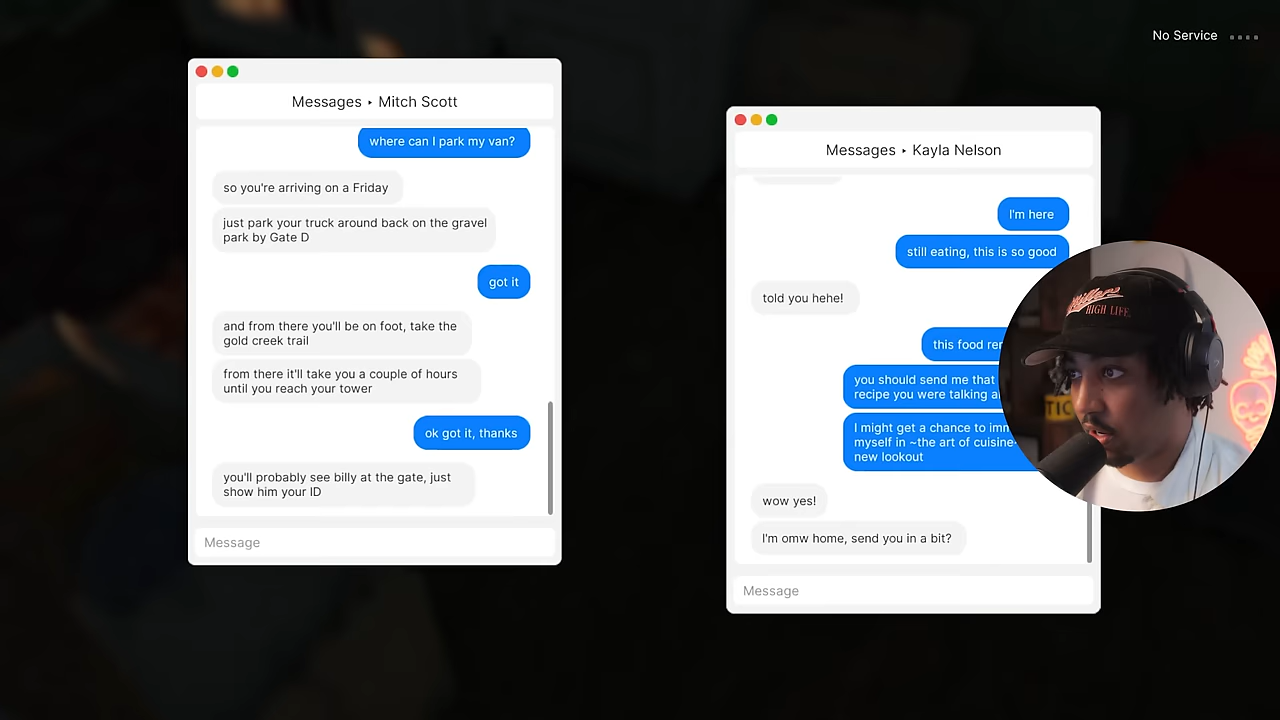 No Service
Messages ‣ Mitch Scott
where can I park my van?
so you're arriving on a Friday
just park your truck around back on the gravel
park by Gate D
got it
and from there you'll be on foot, take the
gold creek trail
from there it'll take you a couple of hours
until you reach your tower
ok got it, thanks
you'll probably see billy at the gate, just
show him your ID
Message
Messages ‣ Kayla Nelson
I'm here
still eating, this is so good
told you hehe!
this food
you should send me that
recipe you were talking
I might get a chance to
myself in ~the art of cuisine~
new lookout
wow yes!
I'm omw home, send you in a bit?
Message
Miller
HIGH LIFE